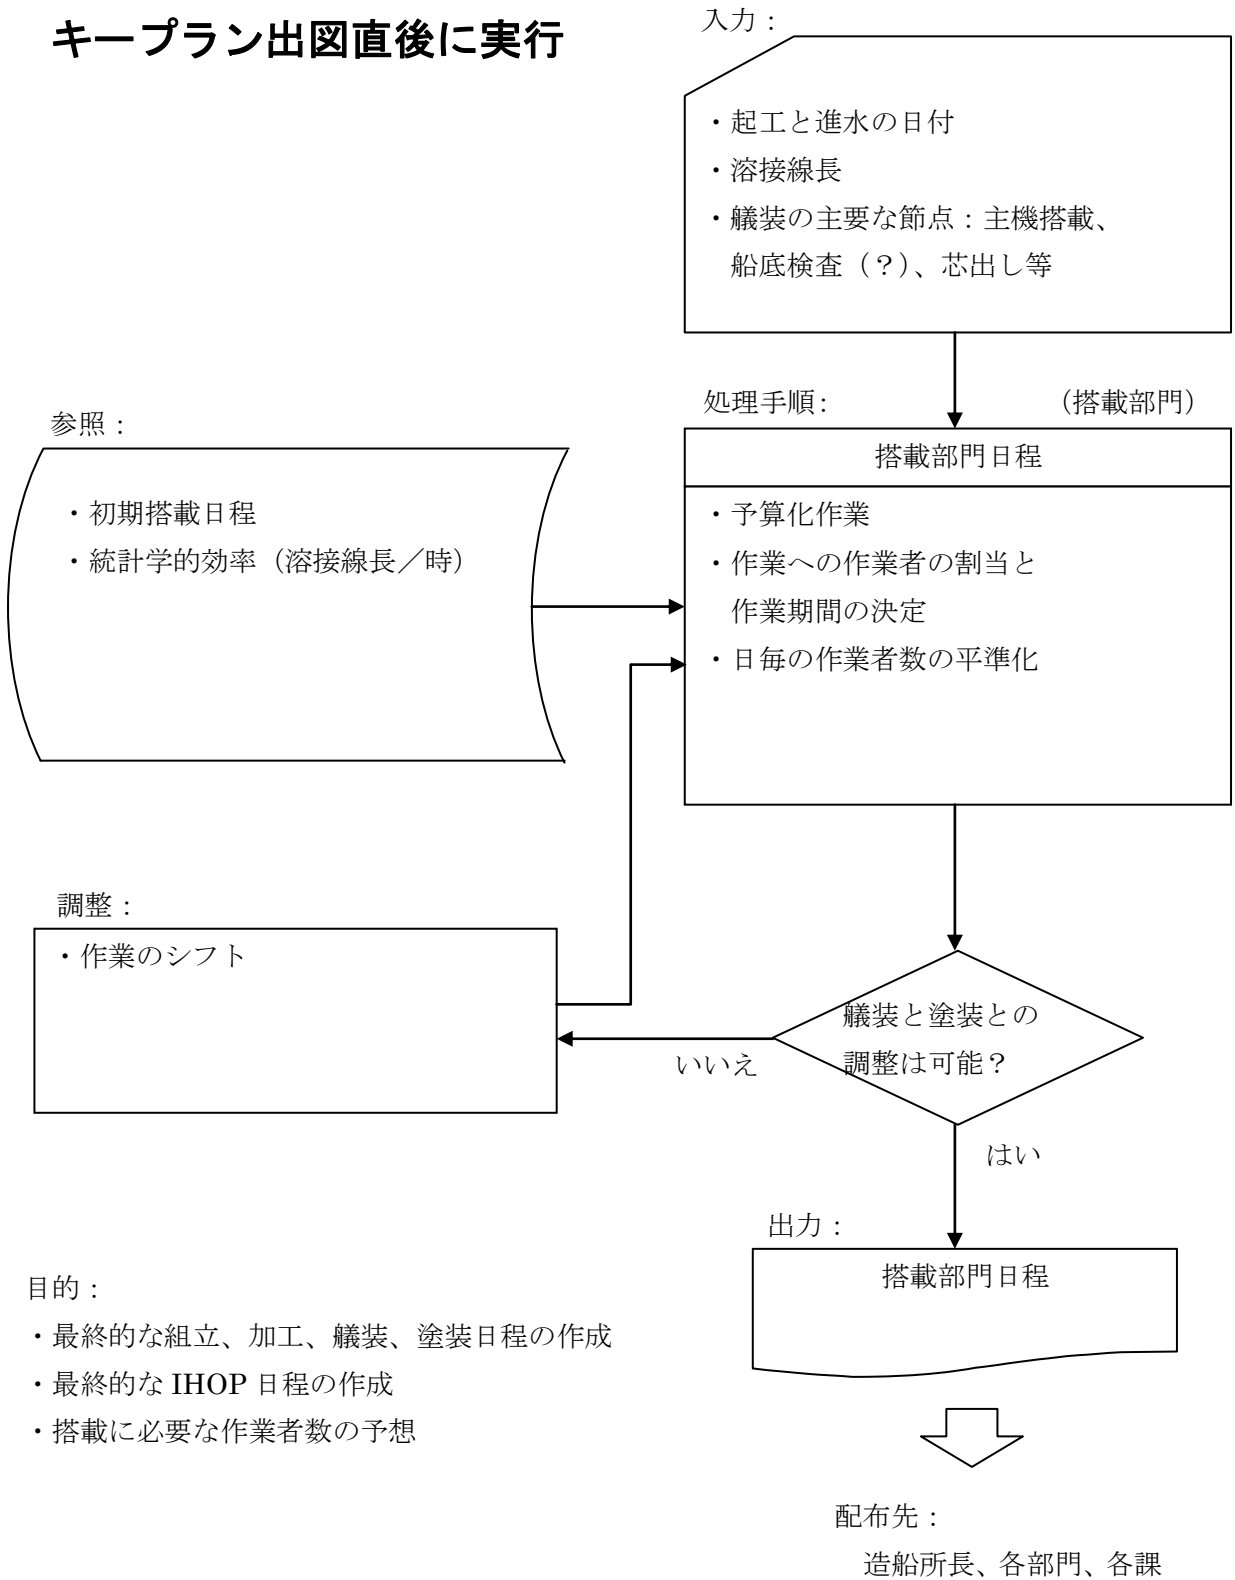 キープラン出図直後に実行
入力：
・起工と進水の日付
・溶接線長
・艤装の主要な節点：主機搭載、
船底検査（？）、芯出し等
処理手順：　（搭載部門）
搭載部門日程
・予算化作業
・作業への作業者の割当と
作業期間の決定
・日毎の作業者数の平準化
参照：
・初期搭載日程
・統計学的効率（溶接線長／時）
調整：
・作業のシフト
艤装と塗装との
調整は可能？
いいえ
はい
出力：
搭載部門日程
目的：
・最終的な組立、加工、艤装、塗装日程の作成
・最終的な IHOP 日程の作成
・搭載に必要な作業者数の予想
配布先：
造船所長、各部門、各課